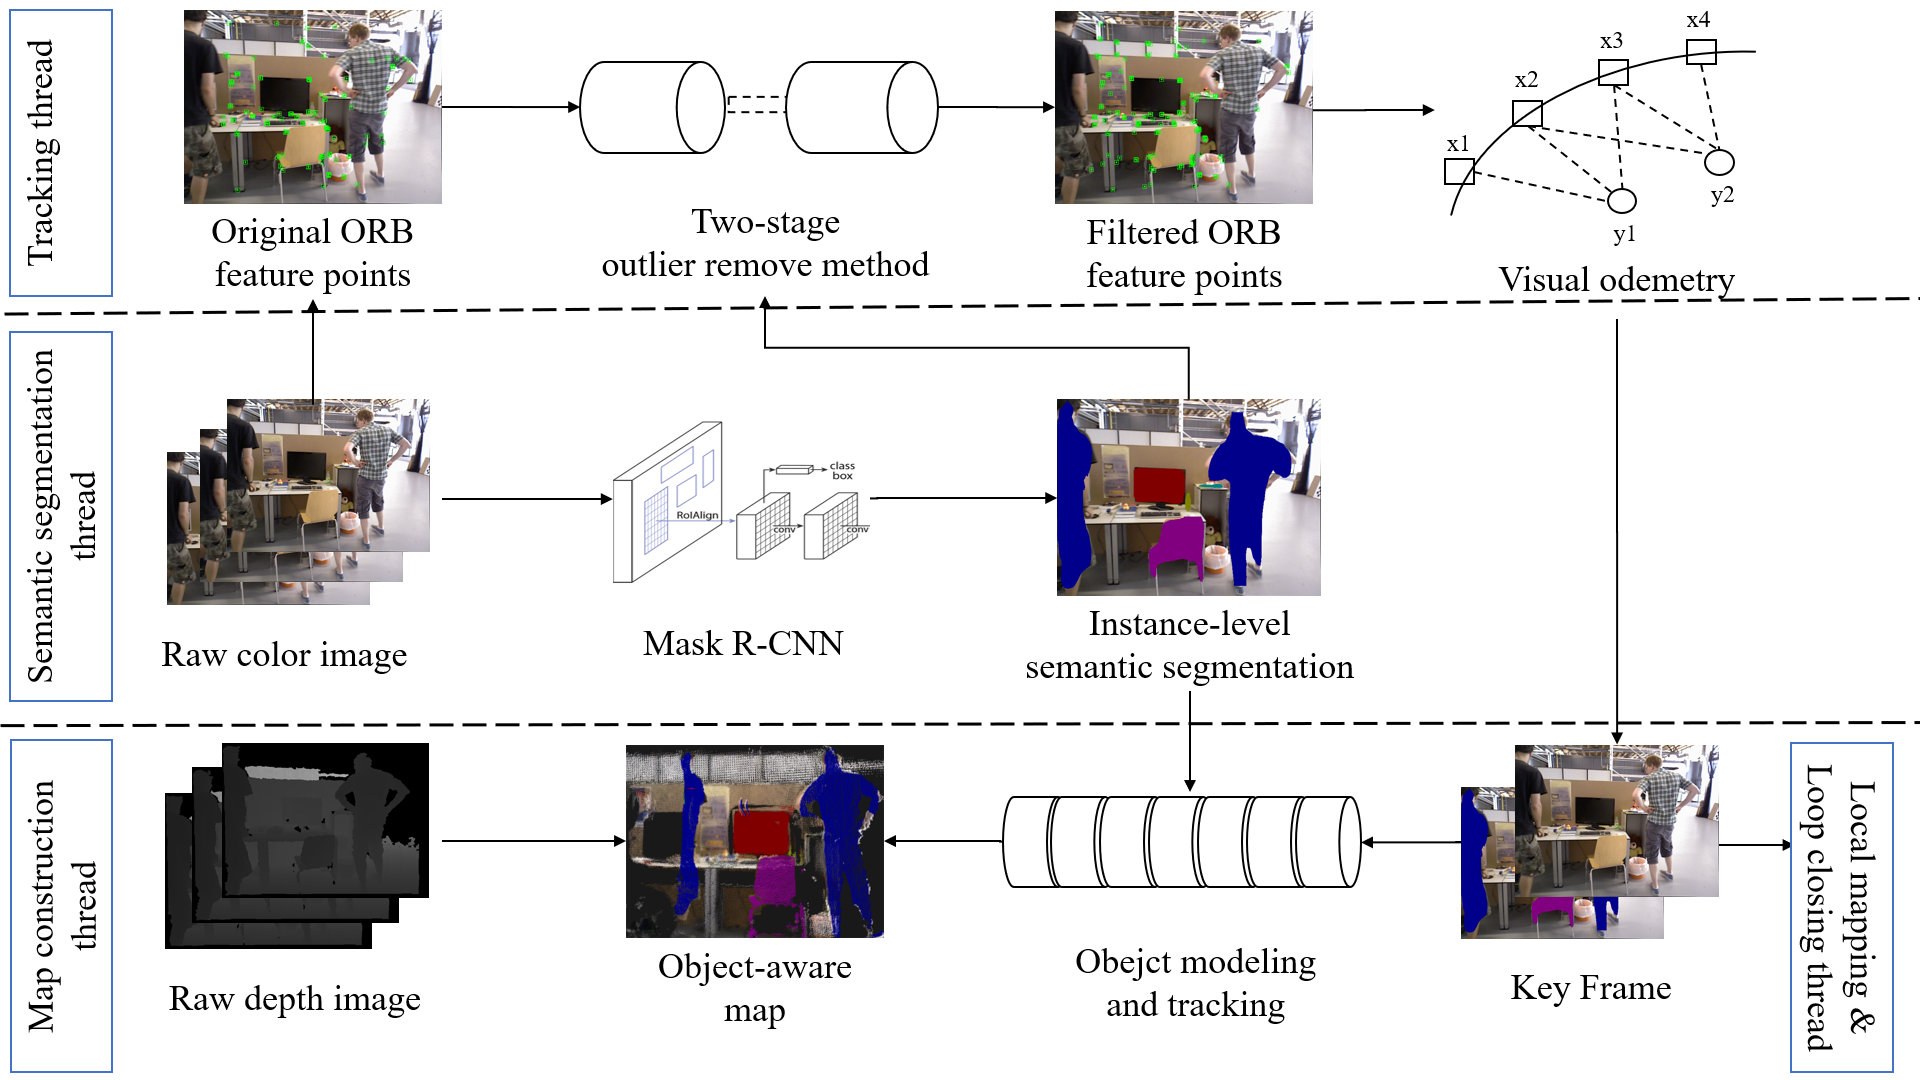 Tracking thread
Original ORB
feature points
Two-stage
outlier remove method
Filtered ORB
feature points
x1
x2
x3
x4
y1
y2
Visual odemetry
Semantic segmentation
thread
Raw color image
RoIAlign
class
box
conv
conv
Mask R-CNN
Instance-level
semantic segmentation
Map construction
thread
Raw depth image
Object-aware
map
Obejct modeling
and tracking
Key Frame
Local mapping &
Loop closing thread